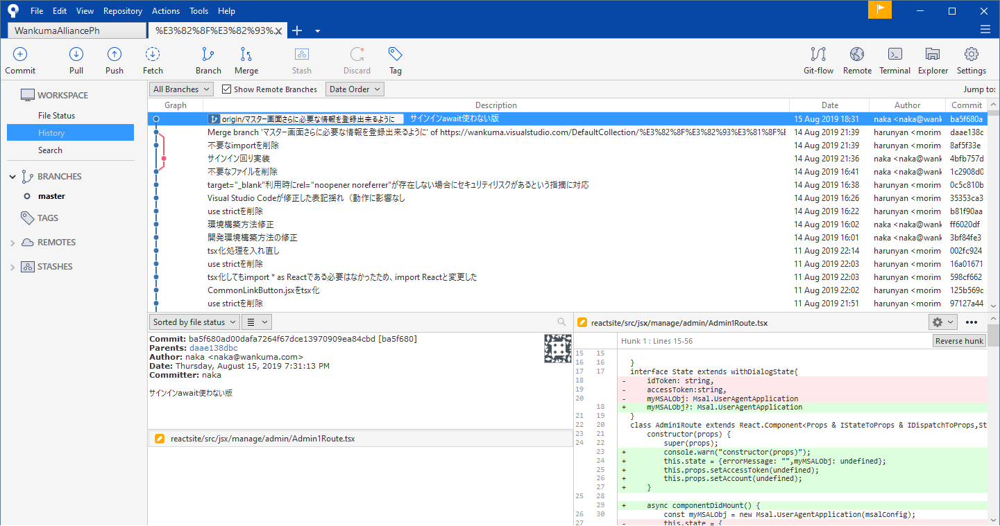 File Edit View Repository Actions Tools Help
WankumaAlliancePh %E3%82%8F%E3%82%93%.
Commit Pull Push Fetch Branch Merge Stash Discard Tag Git-flow Remote Terminal Explorer Settings
WORKSPACE
File Status
History
Search
BRANCHES
master
TAGS
REMOTES
STASHES
All Branches Show Remote Branches Date Order Jump to:
Graph Description Date Author Commit
origin/マスター画面さらに必要な情報を登録出来るように サインインawait使わない版 15 Aug 2019 18:31 naka <naka@wank ba5f680a
Merge branch 'マスター画面さらに必要な情報を登録出来るように' of https://wankuma.visualstudio.com/DefaultCollection/%E3%82%8F%E3%82%93%E3%81%8F%E 14 Aug 2019 21:39 harunyan <morim daae138d
不要なimportを削除 14 Aug 2019 21:39 harunyan <morim 8af5f33e
サインイン回り実装 14 Aug 2019 21:36 naka <naka@wank 4bfb757d
不要なファイルを削除 14 Aug 2019 16:41 harunyan <morim 1c2908d0
target="_blank"利用時にrel="noopener noreferrer"が存在しない場合にセキュリティリスクがあるという指摘に対応 14 Aug 2019 16:38 harunyan <morim 0c5c810b
Visual Studio Codeが修正した表記揺れ（動作に影響なし 14 Aug 2019 16:26 harunyan <morim 35353ca3
use strictを削除 14 Aug 2019 16:22 harunyan <morim b81f90aa
環境構築方法修正 14 Aug 2019 16:02 naka <naka@wank ff6020df
開発環境構築方法の修正 14 Aug 2019 16:01 naka <naka@wank 3bf84fe3
tsx化処理を入れ直し 11 Aug 2019 22:14 harunyan <morim 002fc924
use strictを削除 11 Aug 2019 22:03 harunyan <morim 16a01671
tsx化してもimport * as Reactである必要はなかったため、import Reactと変更した 11 Aug 2019 22:03 harunyan <morim 598cf662
CommonLinkButton.jsxをtsx化 11 Aug 2019 22:02 harunyan <morim 125b569c
use strictを削除 11 Aug 2019 21:51 harunyan <morim 97127a44
Sorted by file status
Commit: ba5f680ad00dafa7264f67dce13970909ea84cbd [ba5f680]
Parents: daae138dbc
Author: naka <naka@wankuma.com>
Date: Thursday, August 15, 2019 7:31:13 PM
Committer: naka
サインインawait使わない版
reactsite/src/jsx/manage/admin/Admin1Route.tsx
reactsite/src/jsx/manage/admin/Admin1Route.tsx
Hunk 1 : Lines 15-56 Reverse hunk
15 15
16 16 }
17 17 interface State extends withDialogState{
18 - idToken: string,
19 - accessToken:string,
20 - myMSALObj: Msal.UserAgentApplication
18 + myMSALObj?: Msal.UserAgentApplication
21 19 }
22 20 class Admin1Route extends React.Component<Props & IStateToProps & IDispatchToProps,St
23 21 constructor(props) {
24 22 super(props);
23 + console.warn("constructor(props)");
24 + this.state = {errorMessage: "",myMSALObj: undefined};
25 + this.props.setAccessToken(undefined);
26 + this.props.setAccount(undefined);
27 + }
25 28
29 + async componentDidMount() {
26 30 const myMSALObj = new Msal.UserAgentApplication(msalConfig);
27 - this.state = {